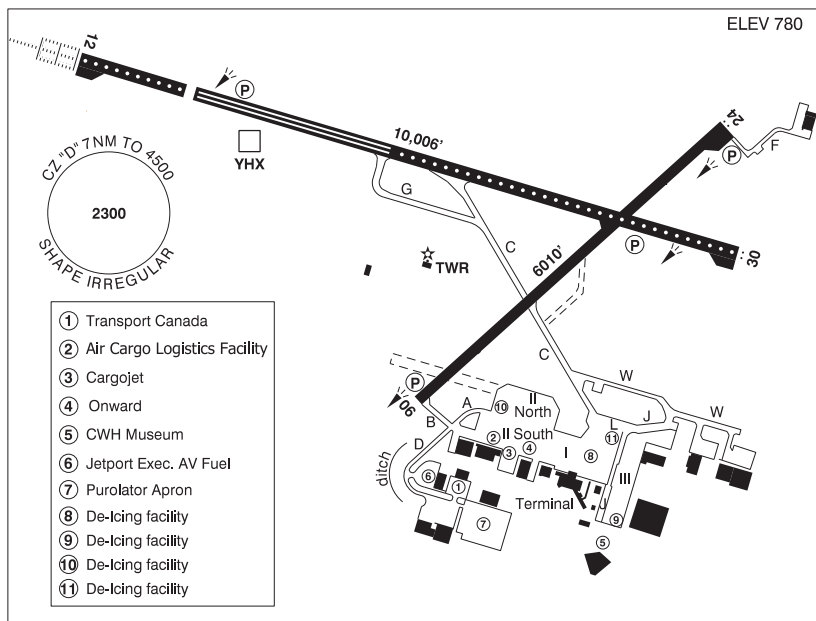 ELEV 780
12
P
10,006'
24
P
F
YHX
CZ "D" 7NM TO 4500
2300
SHAPE IRREGULAR
G
C
P
30
TWR
6010'
1 Transport Canada
2 Air Cargo Logistics Facility
3 Cargojet
4 Onward
5 CWH Museum
6 Jetport Exec. AV Fuel
7 Purolator Apron
8 De-Icing facility
9 De-Icing facility
10 De-Icing facility
11 De-Icing facility
C
W
P
06
A
10
II
North
L
J
W
B
D
2
II South
3
4
I
8
11
ditch
6
1
III
Terminal
J
7
9
5